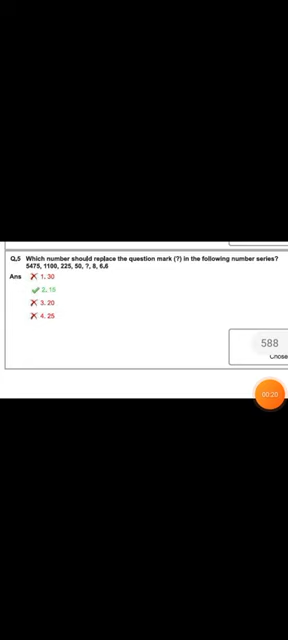 Q.5 Which number should replace the question mark (?) in the following number series?
5475, 1100, 225, 50, ?, 8, 6.6
Ans 1. 30
2. 15
3. 20
4. 25
588
Chose
00:20